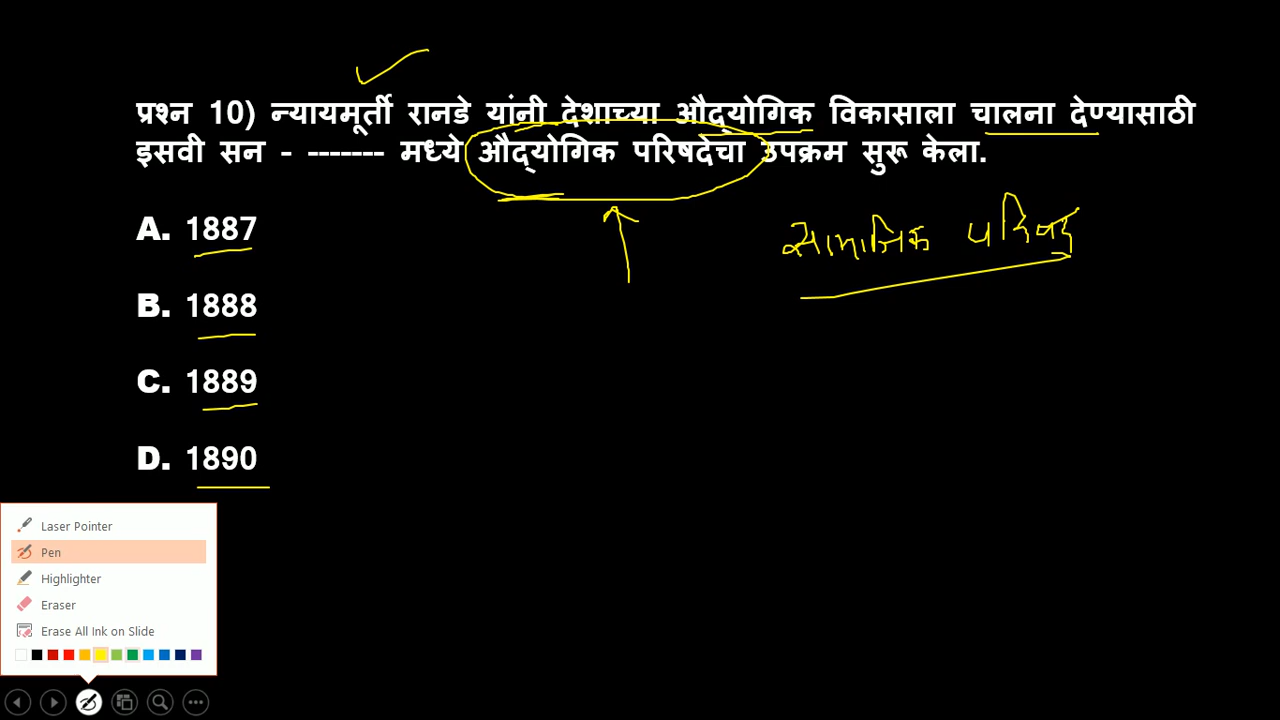 प्रश्न 10) न्यायमूर्ती रानडे यांनी देशाच्या औद्योगिक विकासाला चालना देण्यासाठी
इसवी सन - ------- मध्ये औद्योगिक परिषदेचा उपक्रम सुरू केला.
सामाजिक परिषद
A. 1887
B. 1888
C. 1889
D. 1890
Laser Pointer
Pen
Highlighter
Eraser
Erase All Ink on Slide